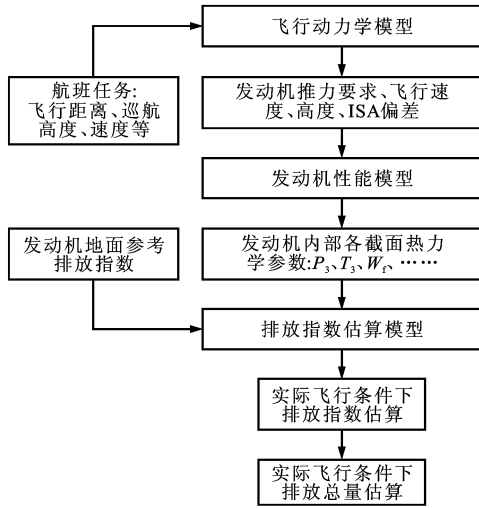 飞行动力学模型
航班任务:
飞行距离、巡航
高度、速度等
发动机推力要求、飞行速
度、高度、ISA偏差
发动机性能模型
发动机地面参考
排放指数
发动机内部各截面热力
学参数:P₃、T₃、W_f、……
排放指数估算模型
实际飞行条件下
排放指数估算
实际飞行条件下
排放总量估算